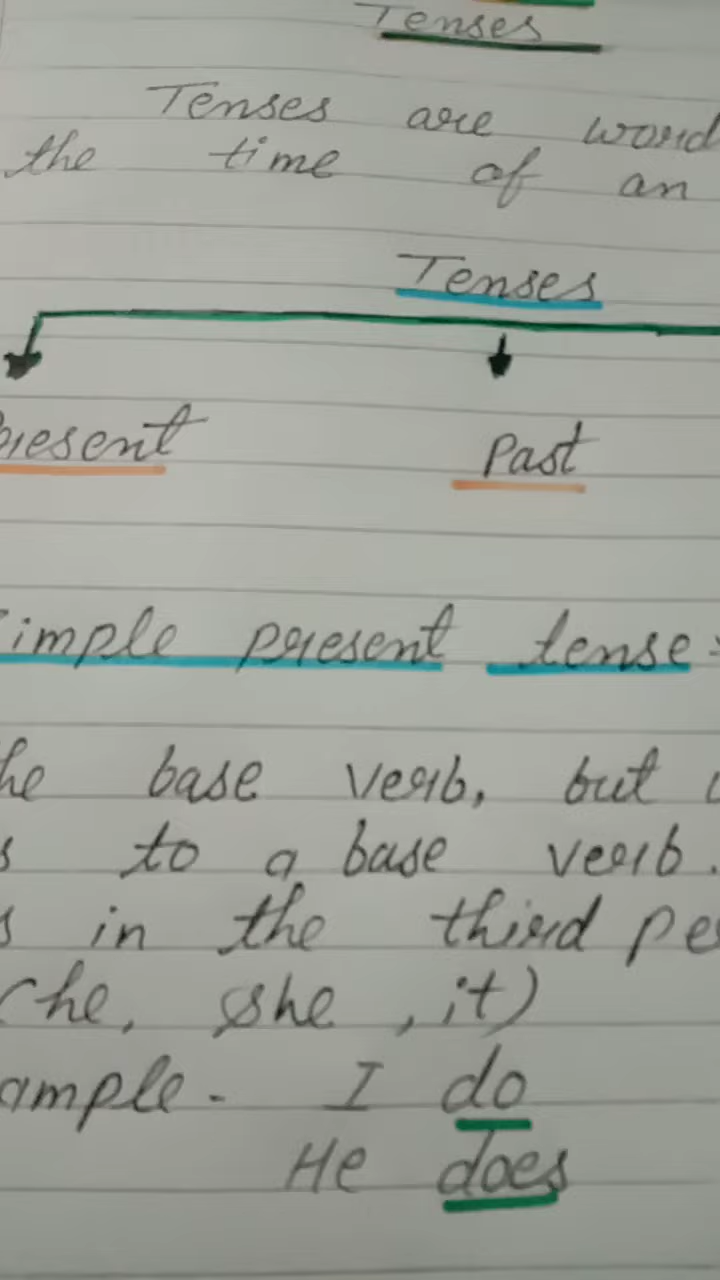 Tenses
Tenses are word
the time of an
Tenses
resent Past
imple present tense:
he base verb, but
s to a base verb.
s in the third pe
(he, she, it)
ample. I do
He does